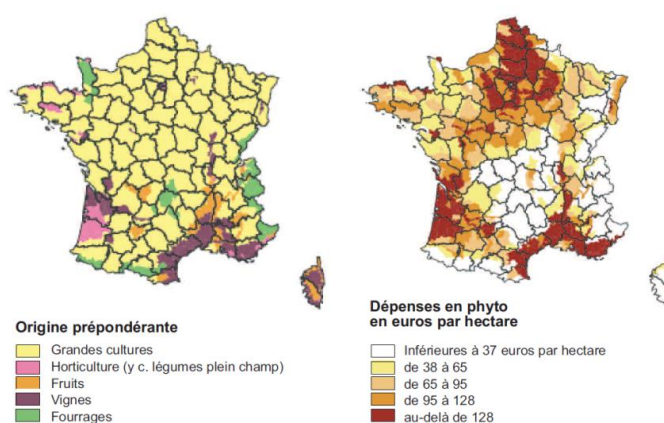 Origine prépondérante
Grandes cultures
Horticulture (y c. légumes plein champ)
Fruits
Vignes
Fourrages
Dépenses en phyto
en euros par hectare
Inférieures à 37 euros par hectare
de 38 à 65
de 65 à 95
de 95 à 128
au-delà de 128